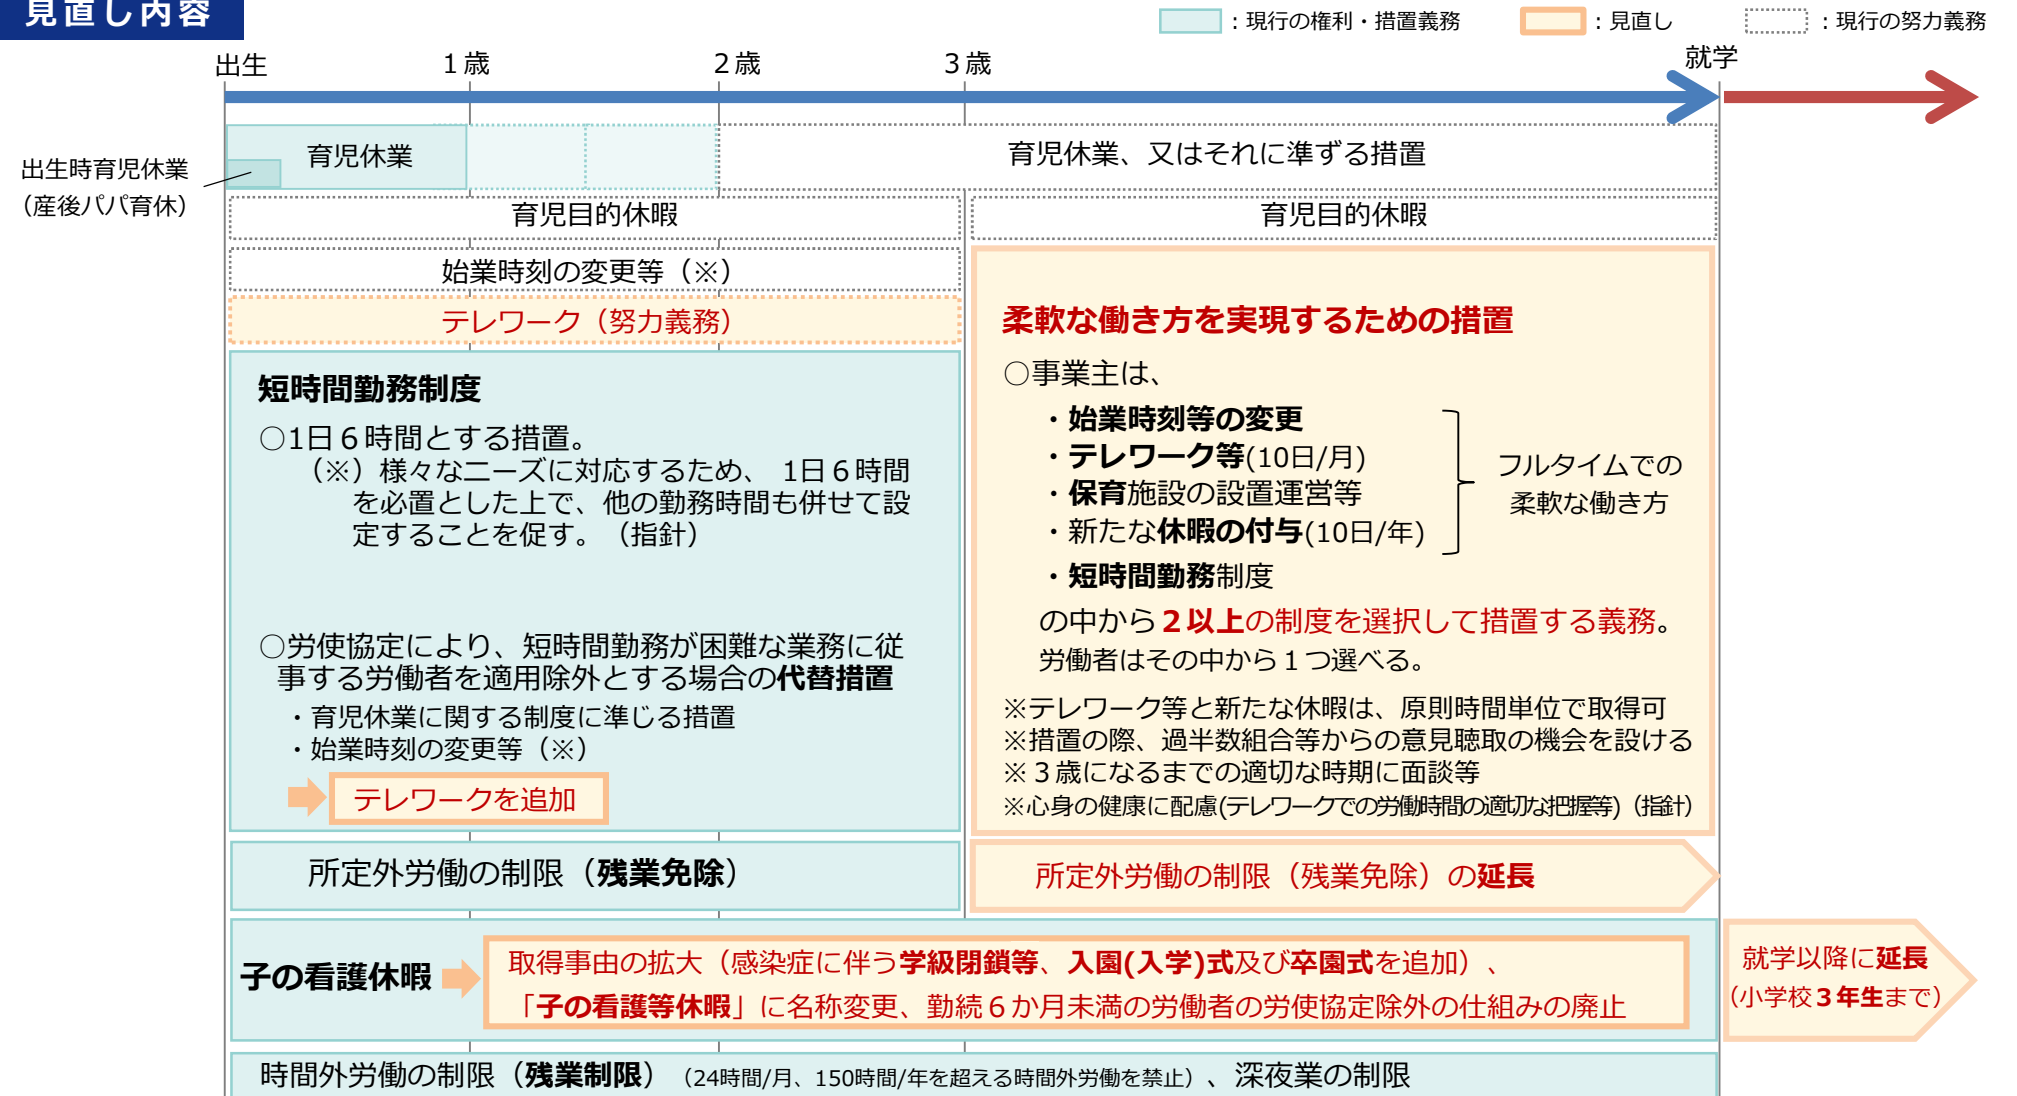 見直し内容
：現行の権利・措置義務
：見直し
：現行の努力義務
出生
１歳
２歳
３歳
就学
育児休業
育児休業、又はそれに準ずる措置
出生時育児休業
（産後パパ育休）
育児目的休暇
育児目的休暇
始業時刻の変更等（※）
テレワーク（努力義務）
短時間勤務制度
○1日６時間とする措置。
（※）様々なニーズに対応するため、 1日６時間
を必置とした上で、他の勤務時間も併せて設
定することを促す。（指針）
○労使協定により、短時間勤務が困難な業務に従
事する労働者を適用除外とする場合の代替措置
・育児休業に関する制度に準じる措置
・始業時刻の変更等（※）
テレワークを追加
柔軟な働き方を実現するための措置
○事業主は、
・始業時刻等の変更
・テレワーク等(10日/月)
・保育施設の設置運営等
・新たな休暇の付与(10日/年)
・短時間勤務制度
フルタイムでの
柔軟な働き方
の中から２以上の制度を選択して措置する義務。
労働者はその中から１つ選べる。
※テレワーク等と新たな休暇は、原則時間単位で取得可
※措置の際、過半数組合等からの意見聴取の機会を設ける
※３歳になるまでの適切な時期に面談等
※心身の健康に配慮(テレワークでの労働時間の適切な把握等)（指針）
所定外労働の制限（残業免除）
所定外労働の制限（残業免除）の延長
子の看護休暇
取得事由の拡大（感染症に伴う学級閉鎖等、入園(入学)式及び卒園式を追加）、
「子の看護等休暇」に名称変更、勤続６か月未満の労働者の労使協定除外の仕組みの廃止
就学以降に延長
（小学校３年生まで）
時間外労働の制限（残業制限）（24時間/月、150時間/年を超える時間外労働を禁止）、深夜業の制限